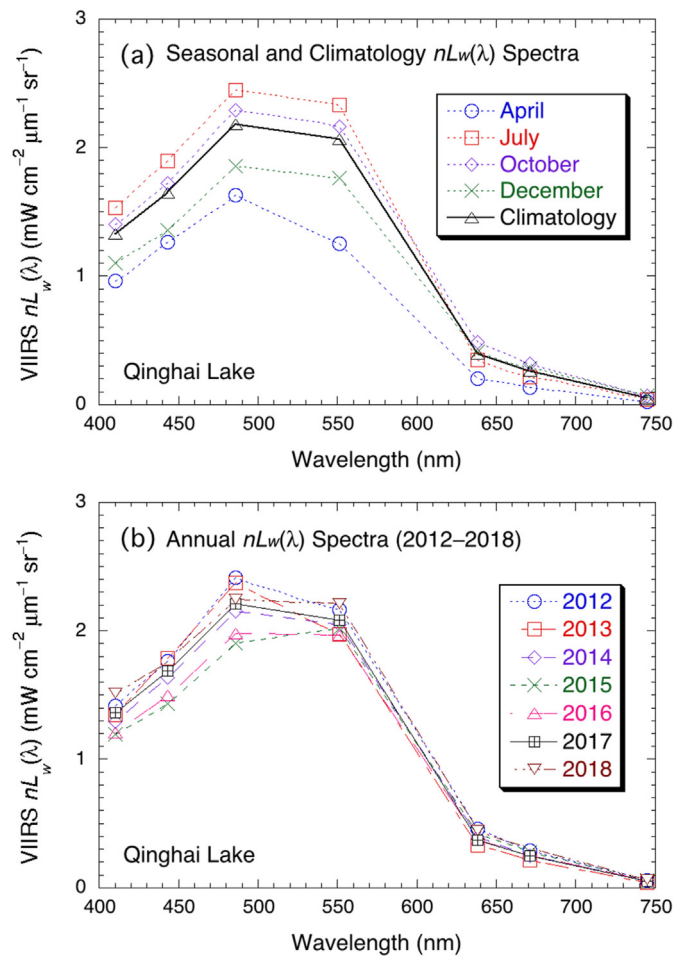 (a) Seasonal and Climatology nLw(λ) Spectra
3
2
1
0
VIIRS nLw(λ) (mW cm⁻² μm⁻¹ sr⁻¹)
April
July
October
December
Climatology
Qinghai Lake
400 450 500 550 600 650 700 750
Wavelength (nm)
(b) Annual nLw(λ) Spectra (2012–2018)
3
2
1
0
VIIRS nLw(λ) (mW cm⁻² μm⁻¹ sr⁻¹)
2012
2013
2014
2015
2016
2017
2018
Qinghai Lake
400 450 500 550 600 650 700 750
Wavelength (nm)